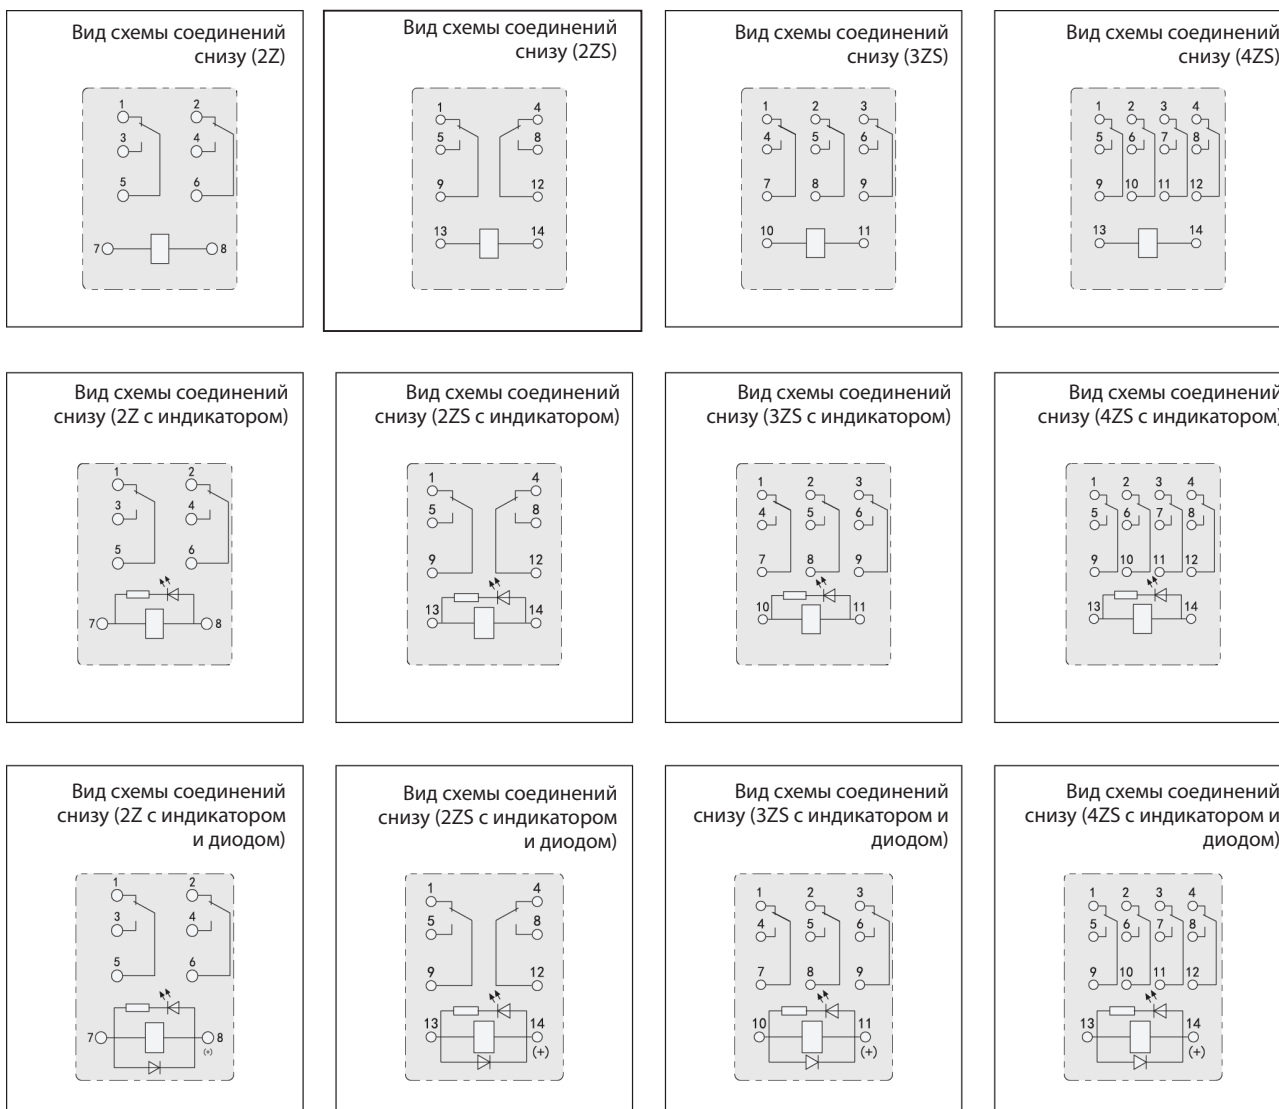 Вид схемы соединений
снизу (2Z)
1 2
3 4
5 6
7 8
Вид схемы соединений
снизу (2ZS)
1 4
5 8
9 12
13 14
Вид схемы соединений
снизу (3ZS)
1 2 3
4 5 6
7 8 9
10 11
Вид схемы соединений
снизу (4ZS)
1 2 3 4
5 6 7 8
9 10 11 12
13 14
Вид схемы соединений
снизу (2Z с индикатором)
1 2
3 4
5 6
7 8
Вид схемы соединений
снизу (2ZS с индикатором)
1 4
5 8
9 12
13 14
Вид схемы соединений
снизу (3ZS с индикатором)
1 2 3
4 5 6
7 8 9
10 11
Вид схемы соединений
снизу (4ZS с индикатором)
1 2 3 4
5 6 7 8
9 10 11 12
13 14
Вид схемы соединений
снизу (2Z с индикатором
и диодом)
1 2
3 4
5 6
7 8
(+)
Вид схемы соединений
снизу (2ZS с индикатором
и диодом)
1 4
5 8
9 12
13 14
(+)
Вид схемы соединений
снизу (3ZS с индикатором и
диодом)
1 2 3
4 5 6
7 8 9
10 11
(+)
Вид схемы соединений
снизу (4ZS с индикатором и
диодом)
1 2 3 4
5 6 7 8
9 10 11 12
13 14
(+)